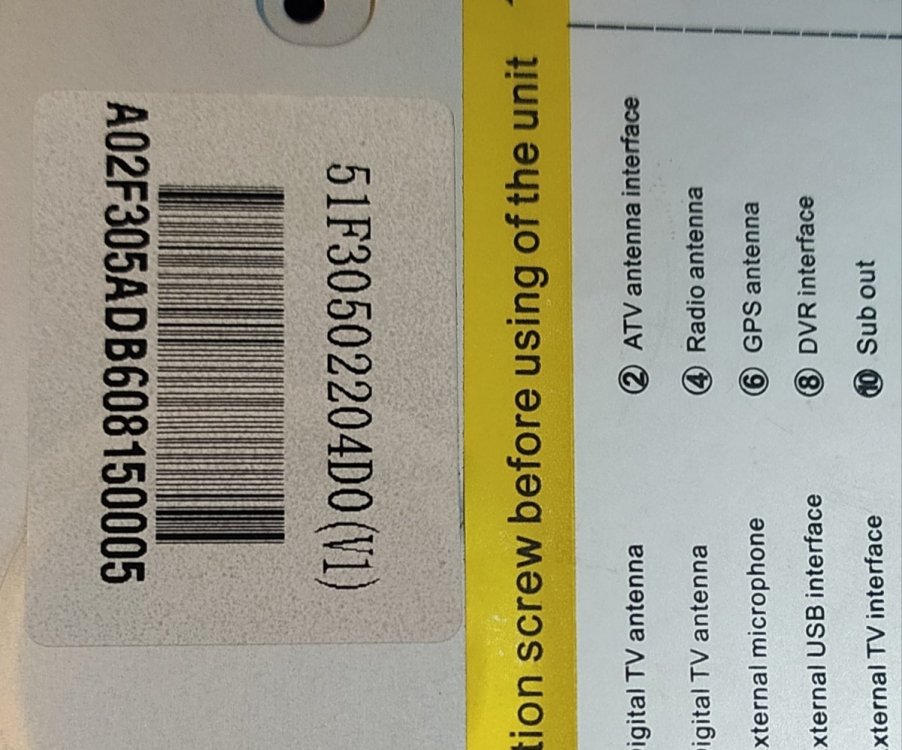 51F30502204D0(V1)
A02F305ADB608150005
tion screw before using of the unit
igital TV antenna ② ATV antenna interface
igital TV antenna ④ Radio antenna
xternal microphone ⑥ GPS antenna
xternal USB interface ⑧ DVR interface
xternal TV interface ⑩ Sub out